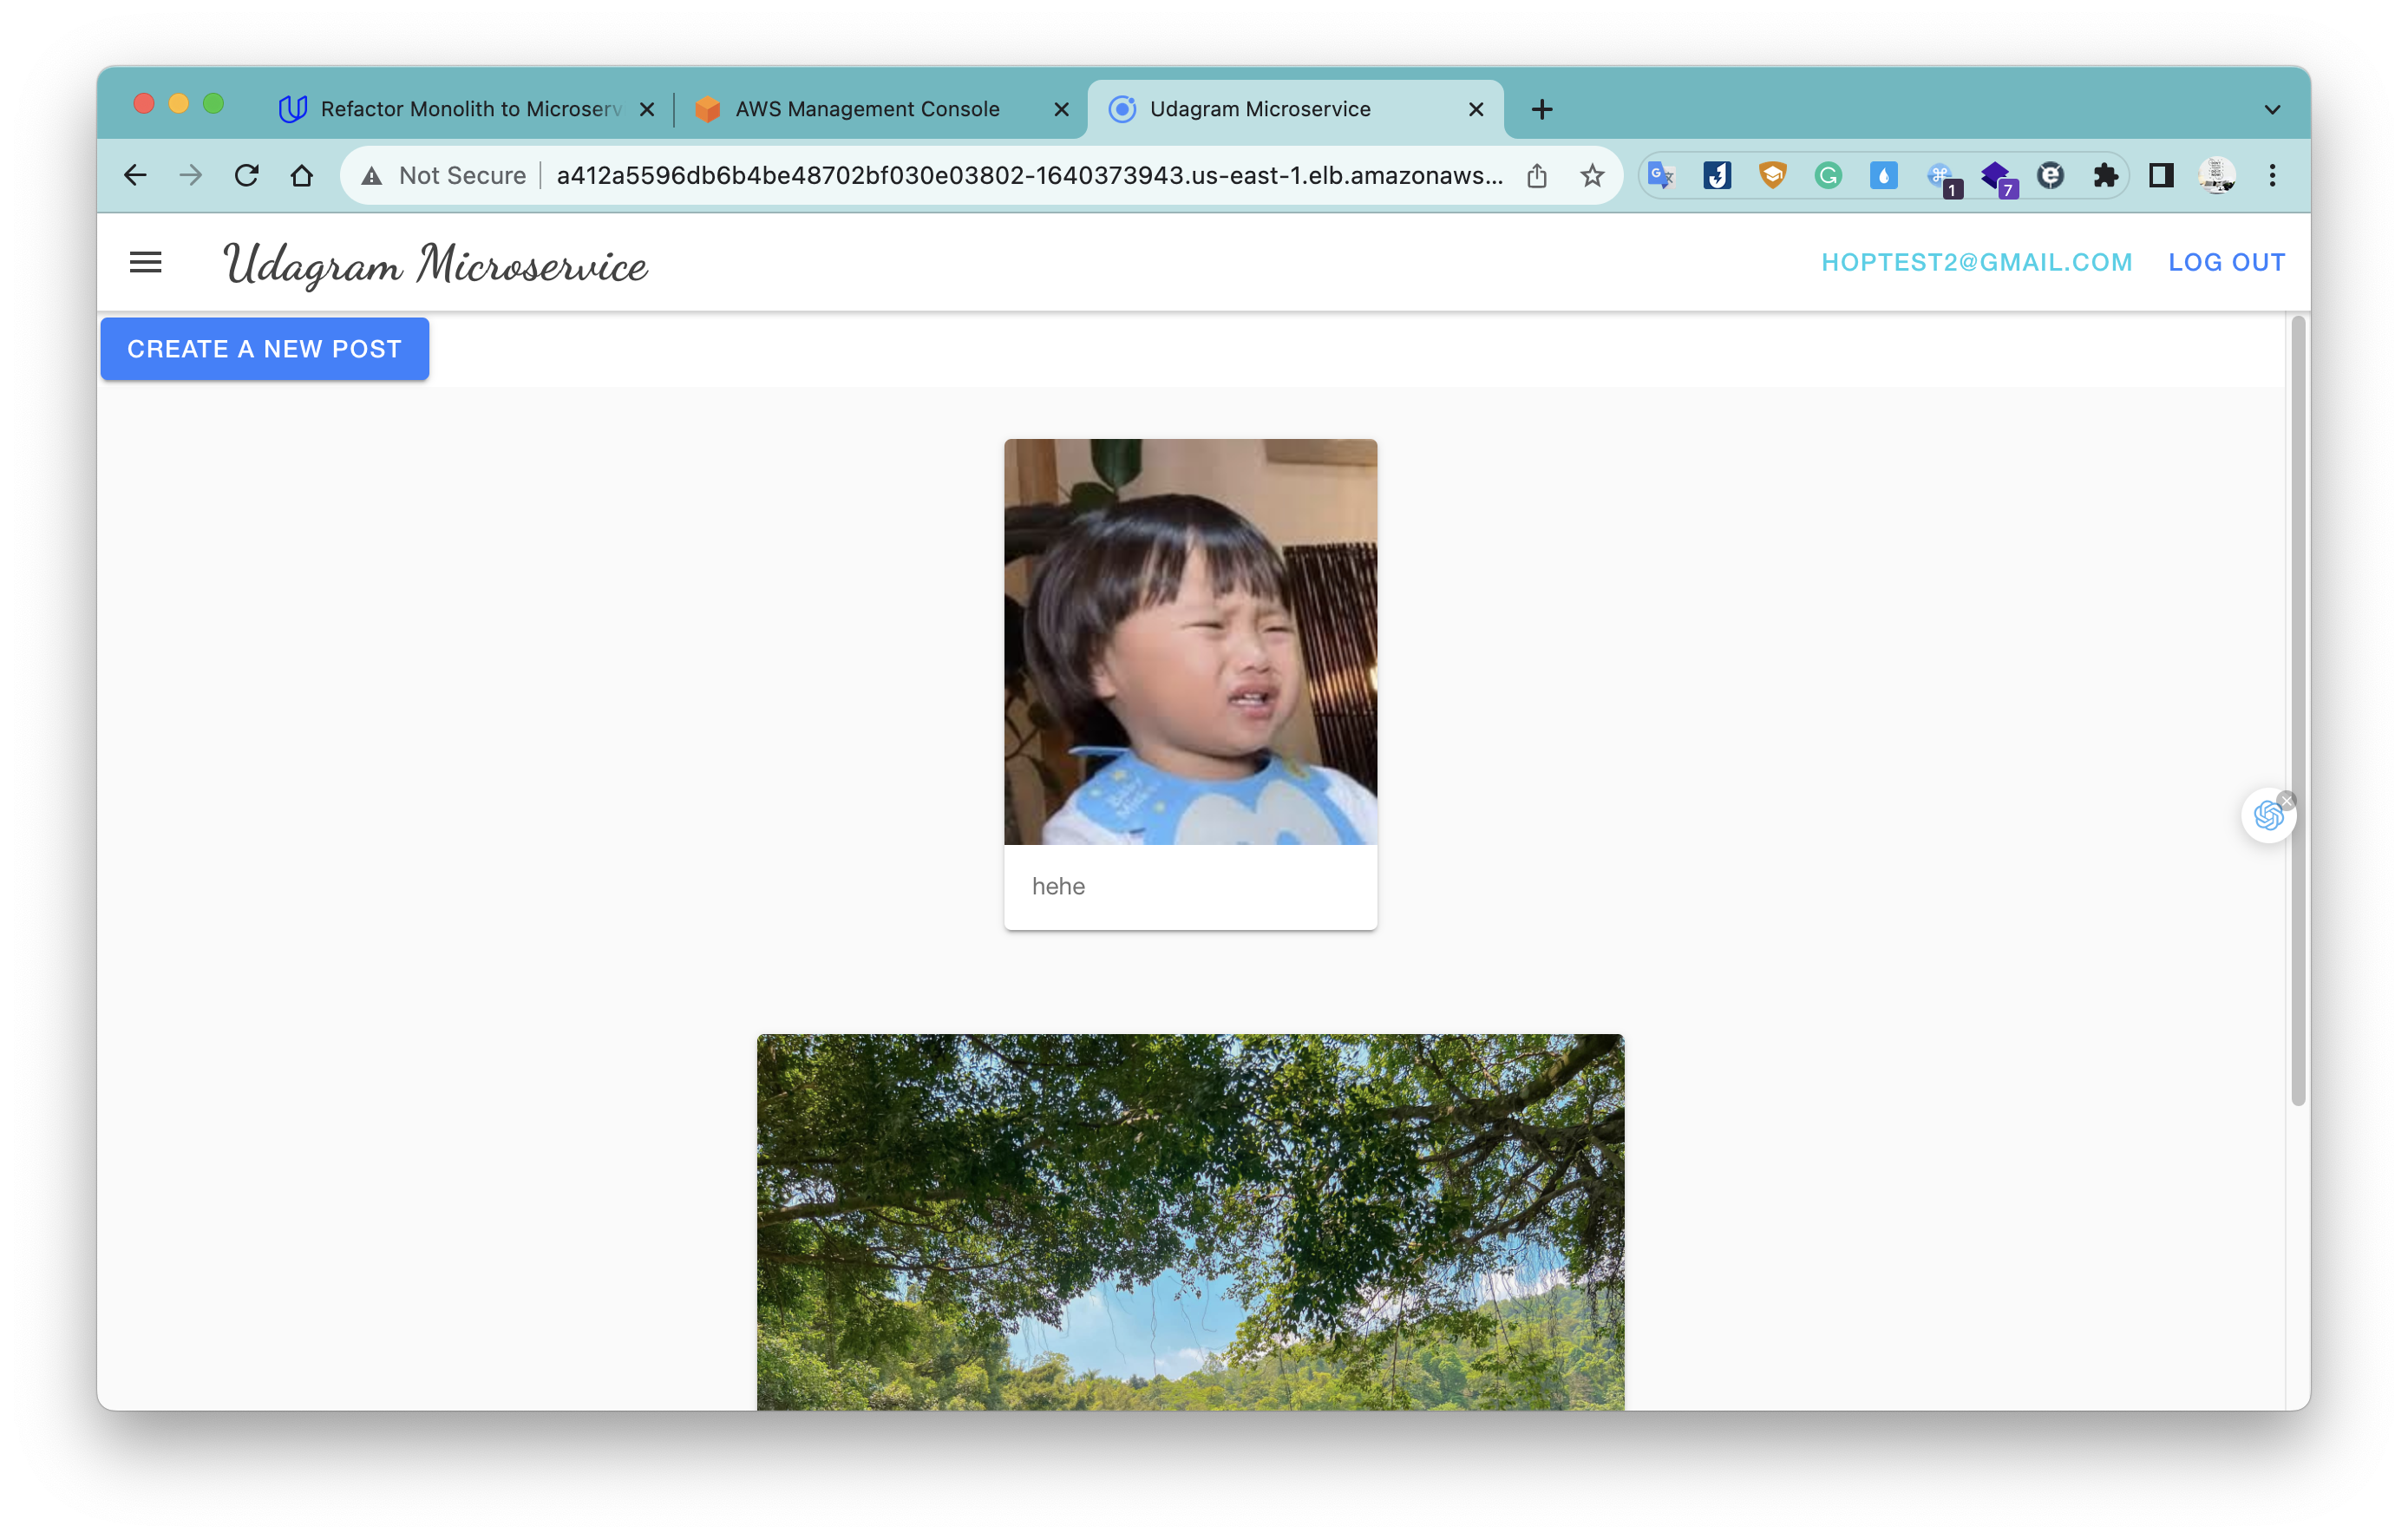 Refactor Monolith to Microserv
AWS Management Console
Udagram Microservice
Not Secure
a412a5596db6b4be48702bf030e03802-1640373943.us-east-1.elb.amazonaws...
1
7
Udagram Microservice
HOPTEST2@GMAIL.COM
LOG OUT
CREATE A NEW POST
hehe